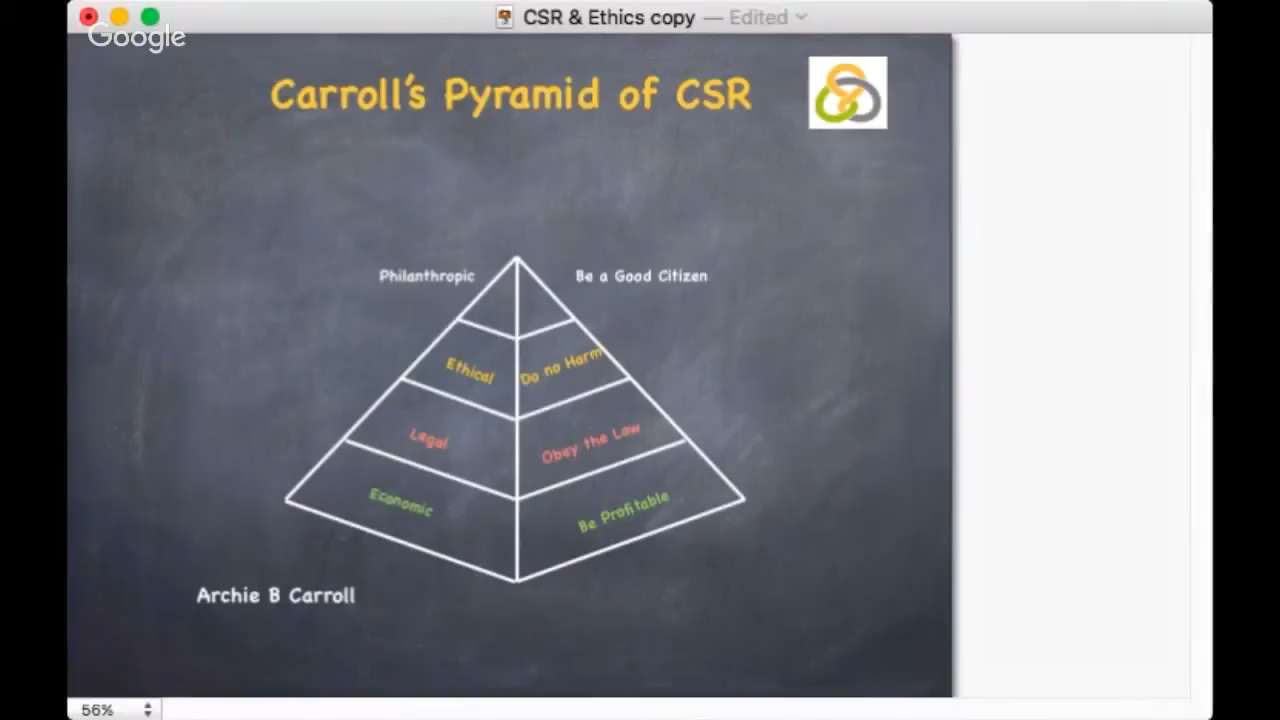 CSR & Ethics copy — Edited
Google
Carroll's Pyramid of CSR
Philanthropic
Be a Good Citizen
Ethical
Do no Harm
Legal
Obey the Law
Economic
Be Profitable
Archie B Carroll
56%